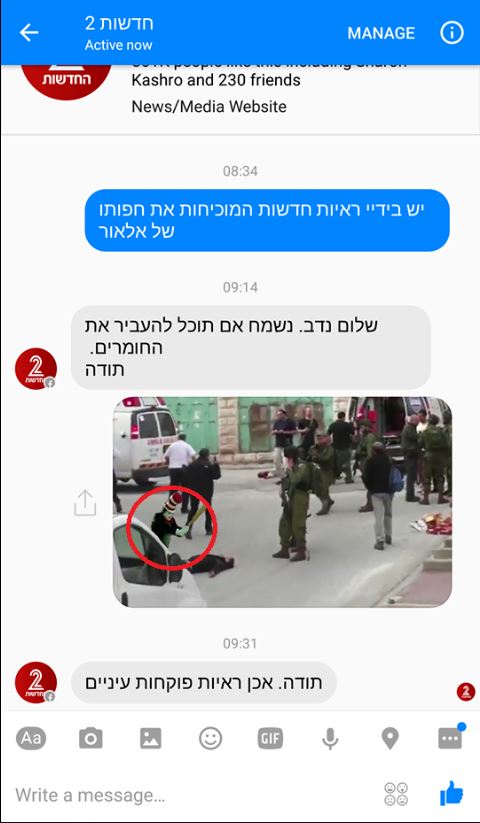 חדשות 2
Active now
MANAGE
החדשות
people like this including Sharon
Kashro and 230 friends
News/Media Website
08:34
יש בידיי ראיות חדשות המוכיחות את חפותו
של אלאור
09:14
שלום נדב. נשמח אם תוכל להעביר את
החומרים.
תודה
2
חדשות
09:31
תודה. אכן ראיות פוקחות עיניים
2
חדשות
Aa
GIF
Write a message...